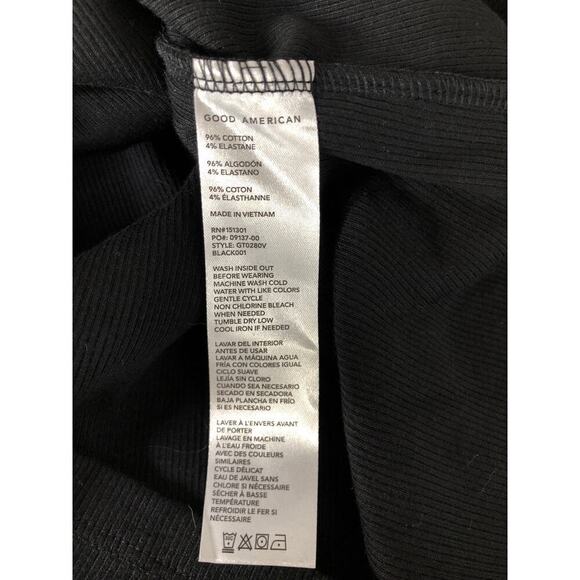 GOOD AMERICAN
96% COTTON
4% ELASTANE
96% ALGODÓN
4% ELASTANO
96% COTON
4% ÉLASTHANNE
MADE IN VIETNAM
RN#151301
PO#: 09137-00
STYLE: GT0280V
BLACK001
WASH INSIDE OUT
BEFORE WEARING
MACHINE WASH COLD
WATER WITH LIKE COLORS
GENTLE CYCLE
NON CHLORINE BLEACH
WHEN NEEDED
TUMBLE DRY LOW
COOL IRON IF NEEDED
LAVAR DEL INTERIOR
ANTES DE USAR
LAVAR A MÁQUINA AGUA
FRÍA CON COLORES IGUAL
CICLO SUAVE
LEJÍA SIN CLORO
CUANDO SEA NECESARIO
SECADO EN SECADORA
BAJA PLANCHA EN FRÍO
SI ES NECESARIO
LAVER À L'ENVERS AVANT
DE PORTER
LAVAGE EN MACHINE
À L'EAU FROIDE
AVEC DES COULEURS
SIMILAIRES
CYCLE DÉLICAT
EAU DE JAVEL SANS
CHLORE SI NÉCESSAIRE
SÉCHER À BASSE
TEMPÉRATURE
REFROIDIR LE FER SI
NÉCESSAIRE